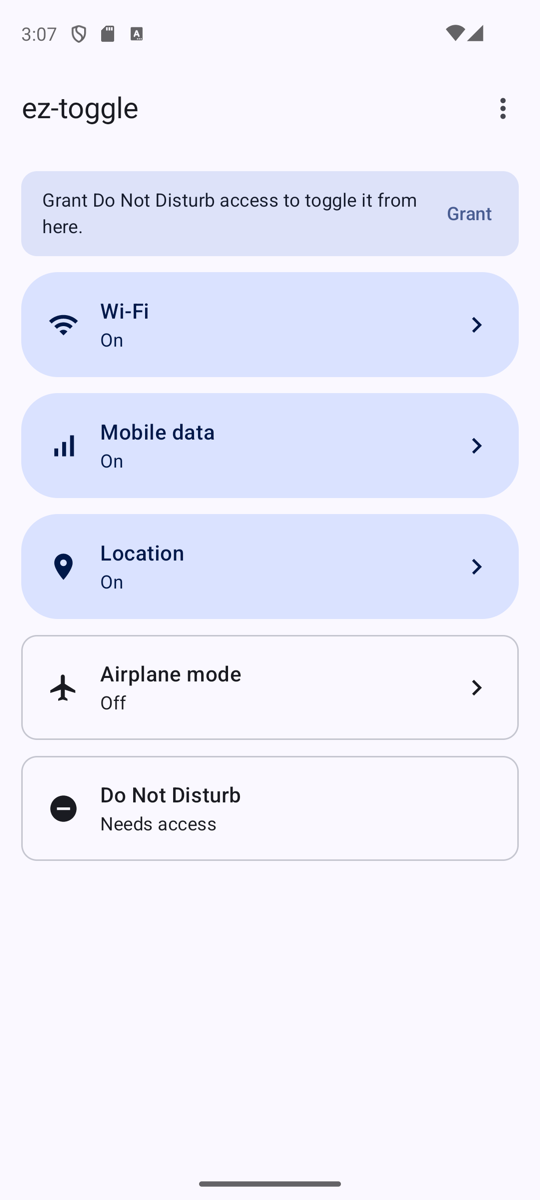 3:07
ez-toggle
Grant Do Not Disturb access to toggle it from
here.
Grant
Wi-Fi
On
Mobile data
On
Location
On
Airplane mode
Off
Do Not Disturb
Needs access